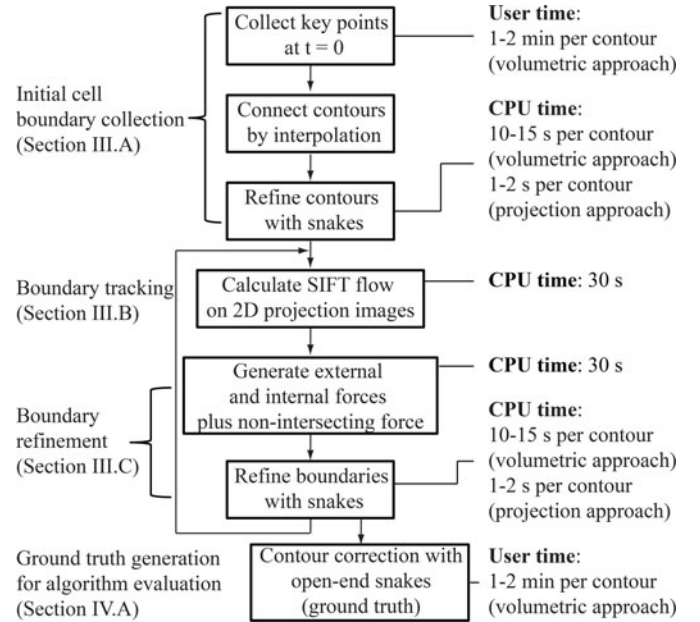 Collect key points
at t = 0
User time:
1-2 min per contour
(volumetric approach)
Initial cell
boundary collection
(Section III.A)
Connect contours
by interpolation
CPU time:
10-15 s per contour
(volumetric approach)
1-2 s per contour
(projection approach)
Refine contours
with snakes
Boundary tracking
(Section III.B)
Calculate SIFT flow
on 2D projection images
CPU time: 30 s
Generate external
and internal forces
plus non-intersecting force
CPU time: 30 s
Boundary
refinement
(Section III.C)
CPU time:
10-15 s per contour
(volumetric approach)
1-2 s per contour
(projection approach)
Refine boundaries
with snakes
Ground truth generation
for algorithm evaluation
(Section IV.A)
Contour correction with
open-end snakes
(ground truth)
User time:
1-2 min per contour
(volumetric approach)